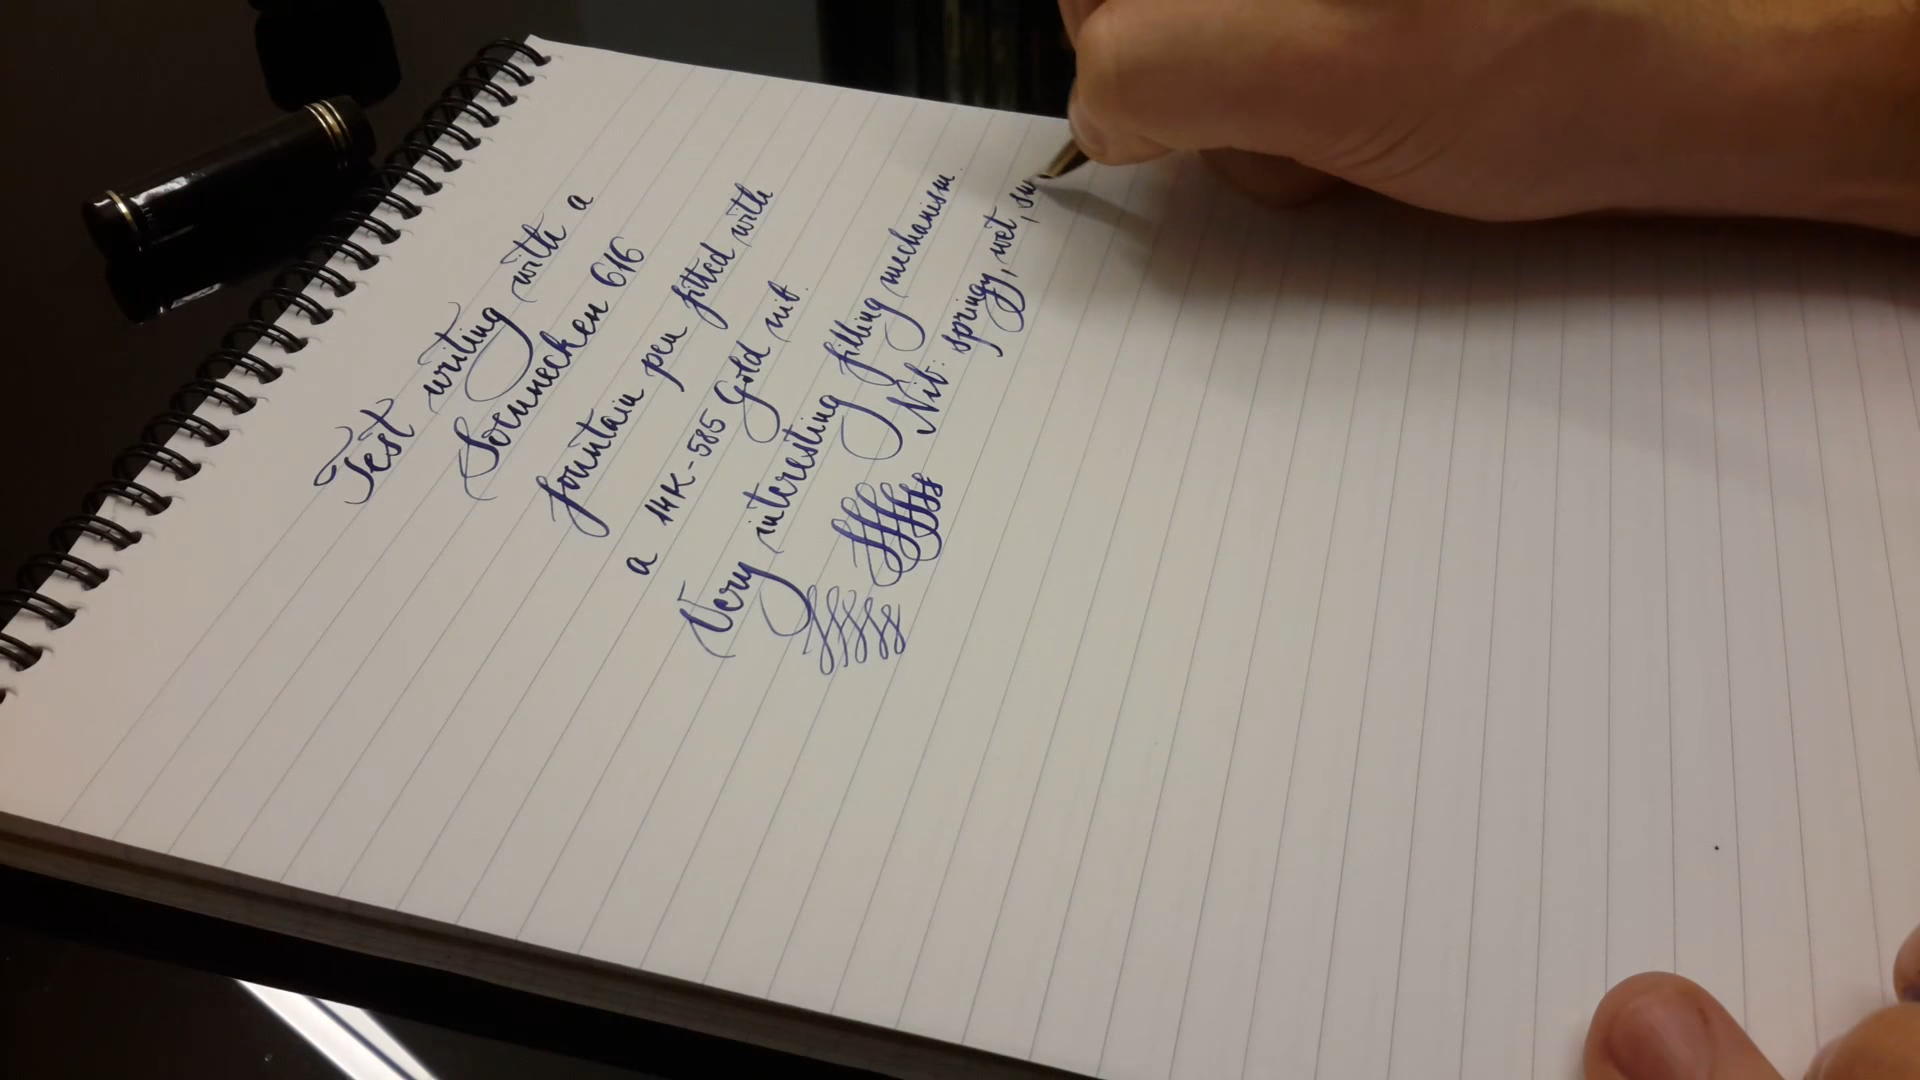 Test writing with a
Soennecken 616
fountain pen fitted with
a 14K-585 Gold nib.
Very interesting filling mechanism.
Nib: springy, wet,